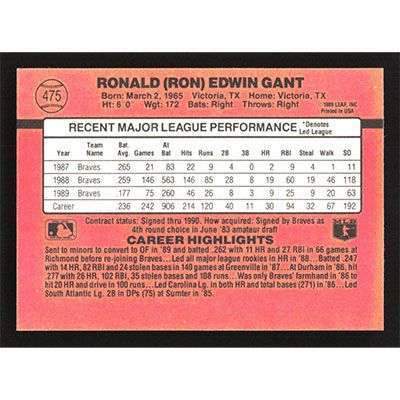 475
RONALD (RON) EDWIN GANT
Born: March 2, 1965 Victoria, TX Home: Victoria, TX
Ht: 6'0" Wgt: 172 Bats: Right Throws: Right
© 1989 LEAF, INC.
Printed in USA
RECENT MAJOR LEAGUE PERFORMANCE *Denotes Led League
Year Team Name Bat. Avg. Games At Bat Hits Runs 2B 3B HR RBI Steal Walk SO
1987 Braves .265 21 83 22 9 4 0 2 9 4 1 11
1988 Braves .259 146 563 146 85 28 8 19 60 19 46 118
1989 Braves .177 75 260 46 26 8 3 9 25 9 20 63
Career .236 242 906 214 120 40 11 30 94 32 67 192
Contract status: Signed thru 1990. How acquired: Signed by Braves as
4th round choice in June '83 amateur draft
CAREER HIGHLIGHTS
Sent to minors to convert to OF in '89 and batted .262 with 11 HR and 27 RBI in 66 games
at Richmond before re-joining Braves...Led all major league rookies in HR in '88...Batted .247
with 14 HR, 82 RBI and 24 stolen bases in 140 games at Greenville in '87...At Durham in '86, hit
.277 with 26 HR, 102 RBI, 35 stolen bases and 108 runs...Was only Braves' farmhand in '86 to
hit 20 HR and drive in 100 runs...Led Carolina Lg. in both HR and total bases (271) in '86...Led
South Atlantic Lg. 2B in DPs (75) at Sumter in '85.